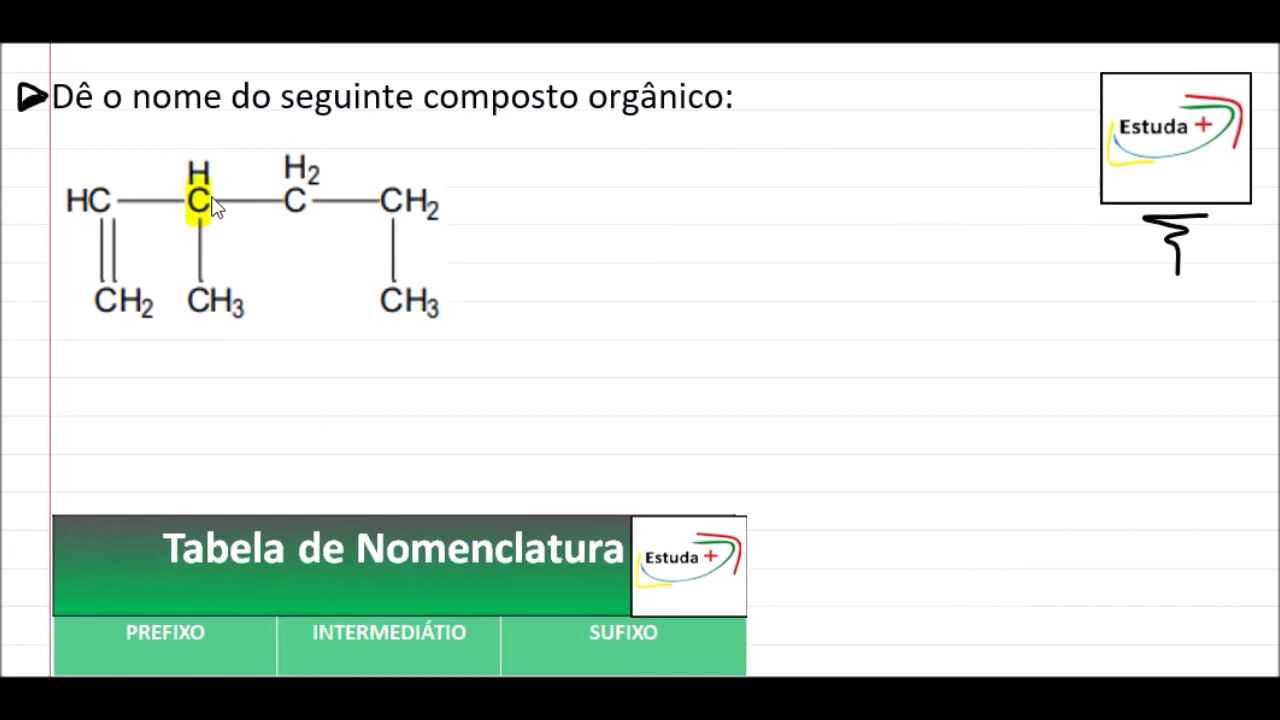 Dê o nome do seguinte composto orgânico:
Estuda +
H H2
HC C C CH2
CH2 CH3 CH3
Tabela de Nomenclatura
Estuda +
PREFIXO INTERMEDIÁTIO SUFIXO